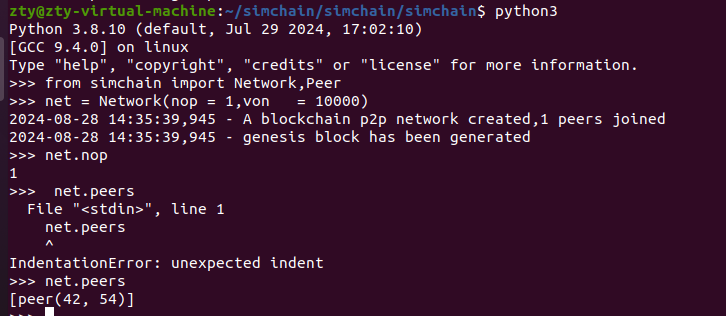 zty@zty-virtual-machine:~/simchain/simchain/simchain$ python3
Python 3.8.10 (default, Jul 29 2024, 17:02:10)
[GCC 9.4.0] on linux
Type "help", "copyright", "credits" or "license" for more information.
>>> from simchain import Network,Peer
>>> net = Network(nop = 1,von   = 10000)
2024-08-28 14:35:39,945 - A blockchain p2p network created,1 peers joined
2024-08-28 14:35:39,945 - genesis block has been generated
>>> net.nop
1
>>>  net.peers
  File "<stdin>", line 1
    net.peers
    ^
IndentationError: unexpected indent
>>> net.peers
[peer(42, 54)]
>>>